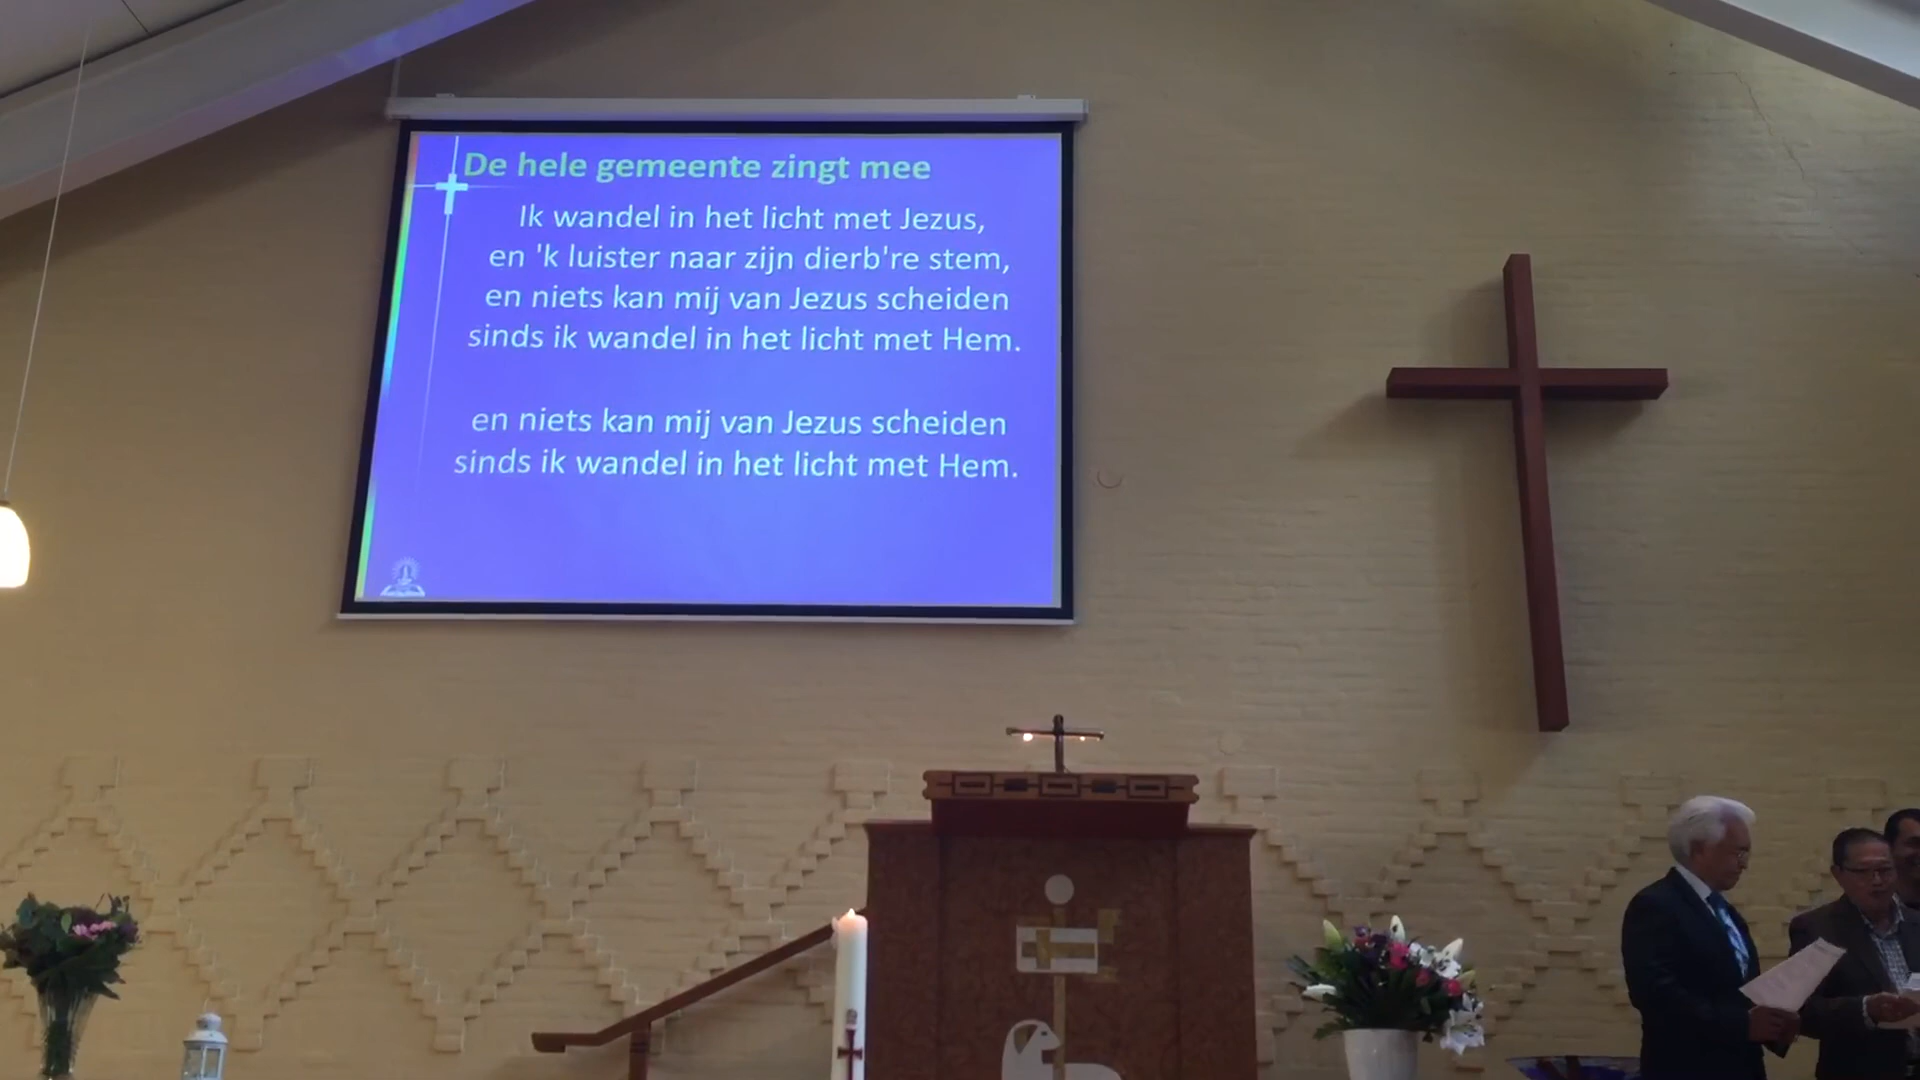 De hele gemeente zingt mee
Ik wandel in het licht met Jezus,
en 'k luister naar zijn dierb're stem,
en niets kan mij van Jezus scheiden
sinds ik wandel in het licht met Hem.
en niets kan mij van Jezus scheiden
sinds ik wandel in het licht met Hem.